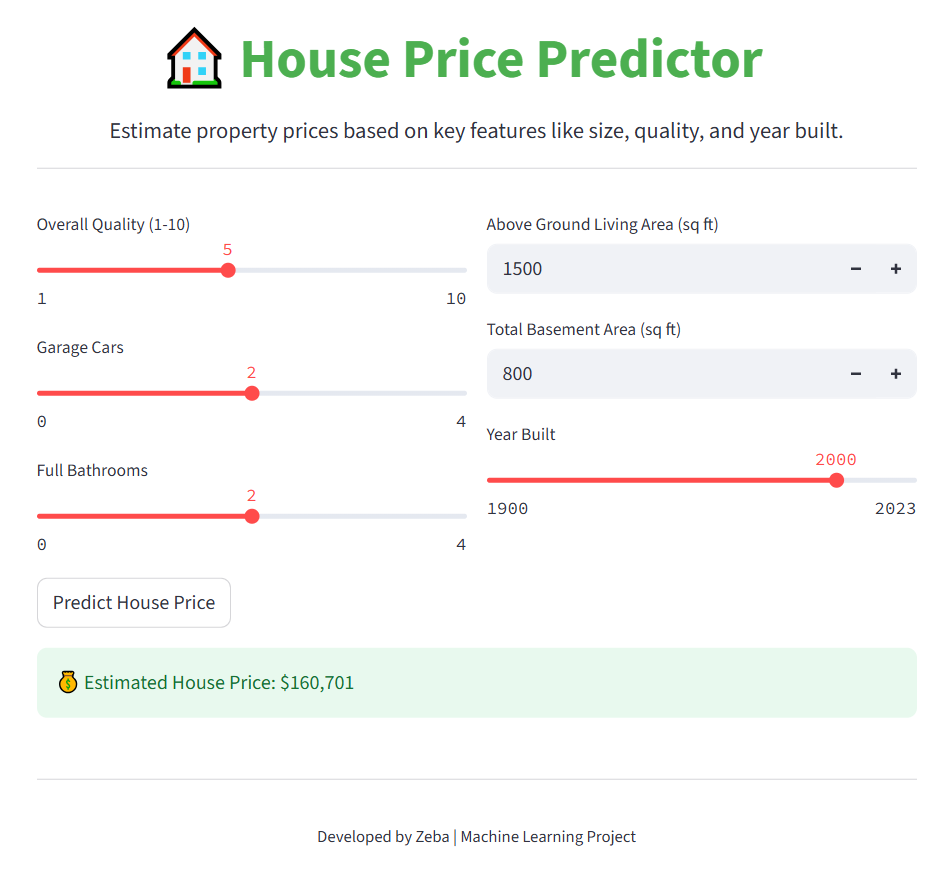 House Price Predictor
Estimate property prices based on key features like size, quality, and year built.
Overall Quality (1-10)
5
1 10
Garage Cars
2
0 4
Full Bathrooms
2
0 4
Above Ground Living Area (sq ft)
1500 − +
Total Basement Area (sq ft)
800 − +
Year Built
2000
1900 2023
Predict House Price
Estimated House Price: $160,701
Developed by Zeba | Machine Learning Project